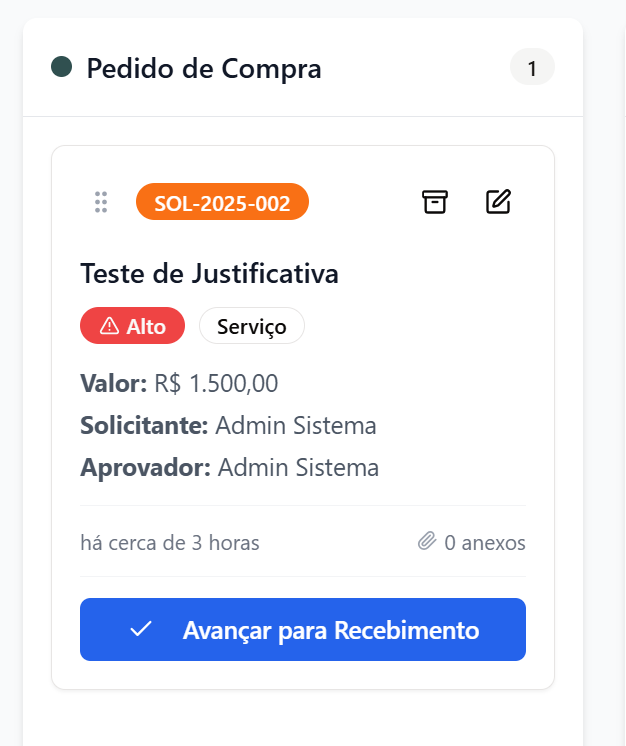 Pedido de Compra 1
SOL-2025-002
Teste de Justificativa
Alto Serviço
Valor: R$ 1.500,00
Solicitante: Admin Sistema
Aprovador: Admin Sistema
há cerca de 3 horas 0 anexos
Avançar para Recebimento